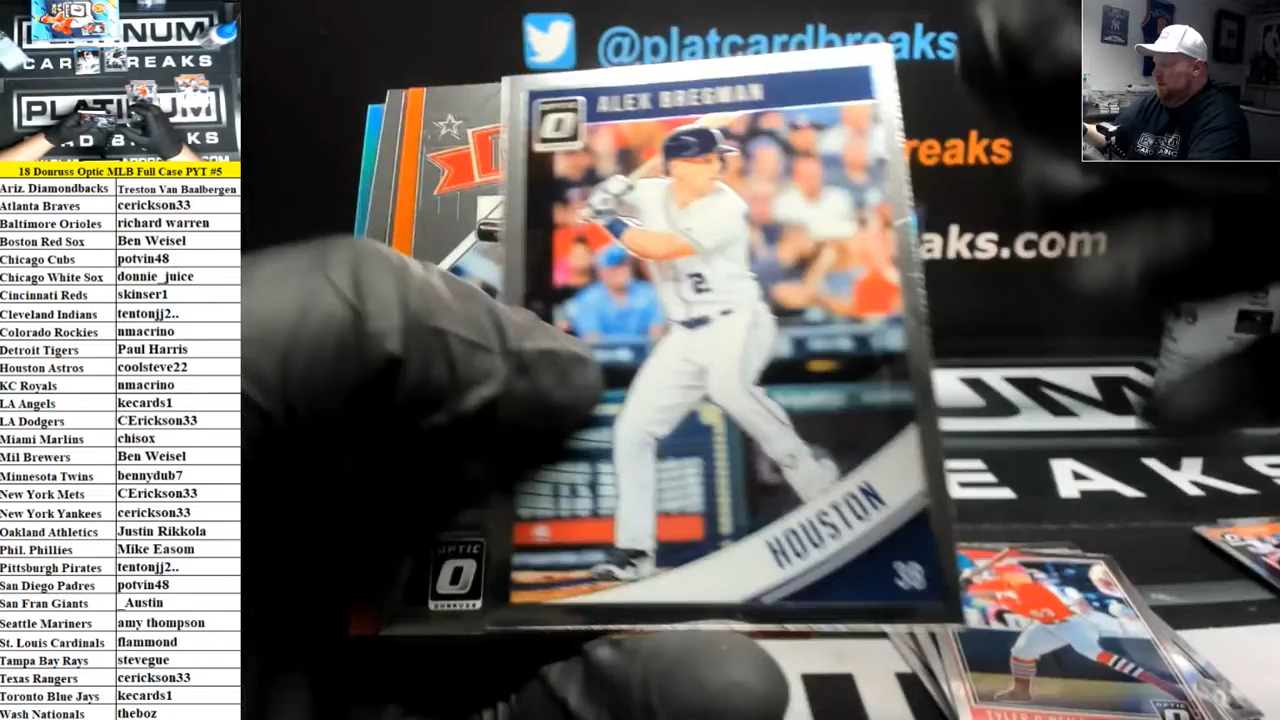 PLATINUM
CARD BREAKS
PLATINUM
18 Donruss Optic MLB Full Case PYT #5
Ariz. Diamondbacks Treston Van Baalbergen
Atlanta Braves cerickson33
Baltimore Orioles richard warren
Boston Red Sox Ben Weisel
Chicago Cubs potvin48
Chicago White Sox donnie_juice
Cincinnati Reds skinser1
Cleveland Indians tentonjj2..
Colorado Rockies nmacrino
Detroit Tigers Paul Harris
Houston Astros coolsteve22
KC Royals nmacrino
LA Angels kecards1
LA Dodgers CErickson33
Miami Marlins chisox
Mil Brewers Ben Weisel
Minnesota Twins bennydub7
New York Mets CErickson33
New York Yankees cerickson33
Oakland Athletics Justin Rikkola
Phil. Phillies Mike Easom
Pittsburgh Pirates tentonjj2..
San Diego Padres potvin48
San Fran Giants _Austin
Seattle Mariners amy thompson
St. Louis Cardinals flammond
Tampa Bay Rays stevegue
Texas Rangers cerickson33
Toronto Blue Jays kecards1
Wash Nationals theboz
@platcardbreaks
reaks
aks.com
OPTIC
ALEX BREGMAN
2
HOUSTON
38
OPTIC
DONRUSS
UM
EAKS
TYLER O'NE
OPTIC